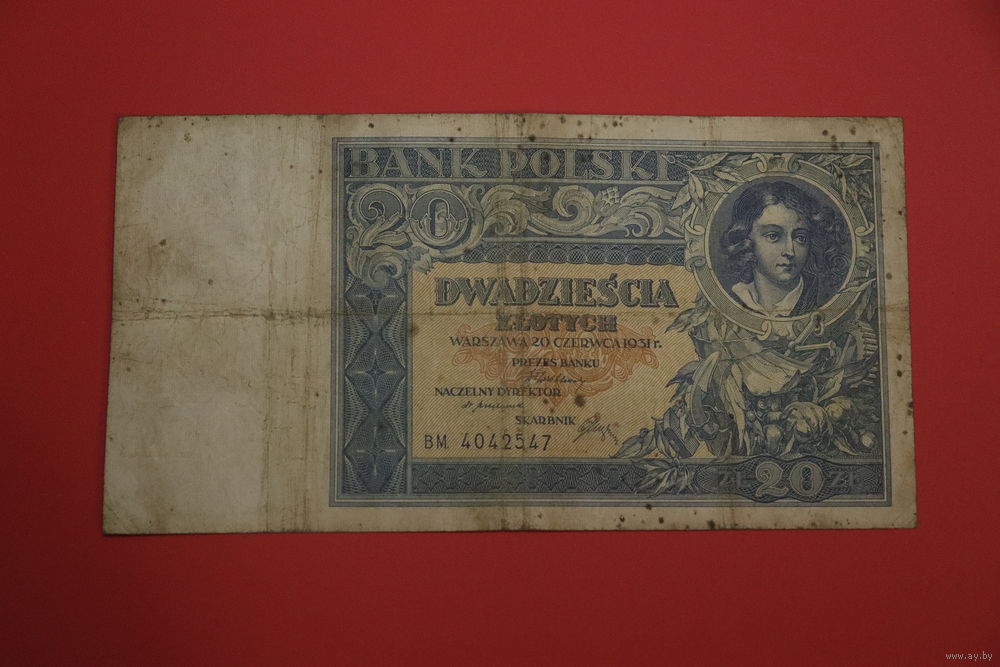 BANK POLSKI
20
DWADZIEŚCIA
ZŁOTYCH
WARSZAWA 20 CZERWCA 1931 r.
PREZES BANKU
NACZELNY DYREKTOR
SKARBNIK
BM. 4042547
ZŁ 20 ZŁ
www.ay.by